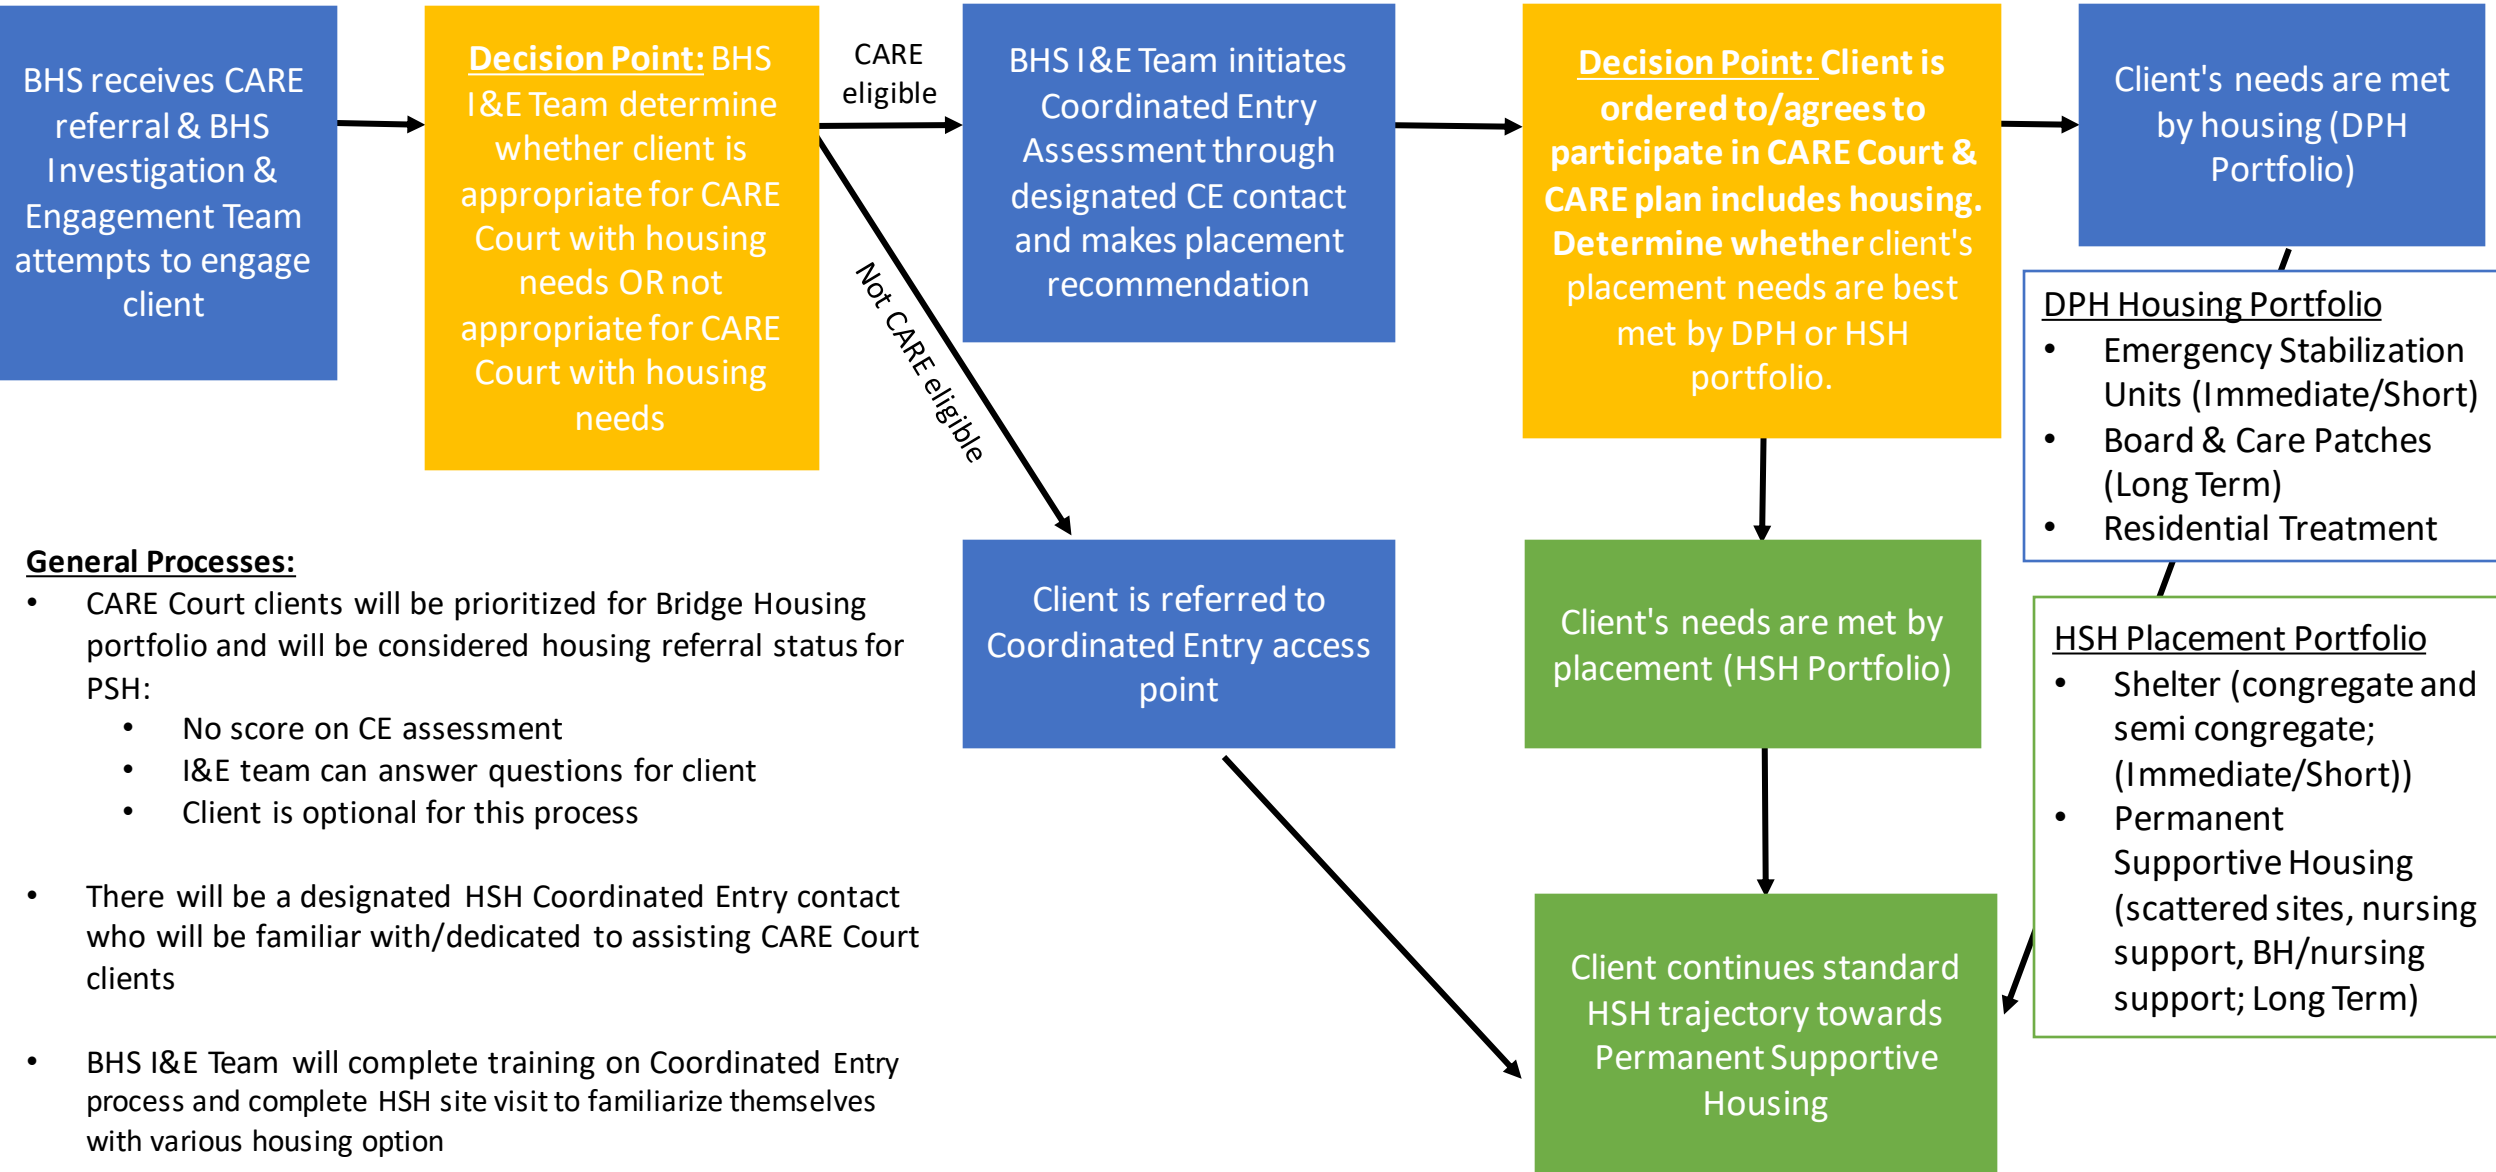 BHS receives CARE
referral & BHS
Investigation &
Engagement Team
attempts to engage
client
Decision Point: BHS
I&E Team determine
whether client is
appropriate for CARE
Court with housing
needs OR not
appropriate for CARE
Court with housing
needs
CARE
eligible
Not CARE eligible
BHS I&E Team initiates
Coordinated Entry
Assessment through
designated CE contact
and makes placement
recommendation
Decision Point: Client is
ordered to/agrees to
participate in CARE Court &
CARE plan includes housing.
Determine whether client's
placement needs are best
met by DPH or HSH
portfolio.
Client's needs are met
by housing (DPH
Portfolio)
DPH Housing Portfolio
• Emergency Stabilization
Units (Immediate/Short)
• Board & Care Patches
(Long Term)
• Residential Treatment
HSH Placement Portfolio
• Shelter (congregate and
semi congregate;
(Immediate/Short))
• Permanent
Supportive Housing
(scattered sites, nursing
support, BH/nursing
support; Long Term)
Client is referred to
Coordinated Entry access
point
Client's needs are met by
placement (HSH Portfolio)
Client continues standard
HSH trajectory towards
Permanent Supportive
Housing
General Processes:
• CARE Court clients will be prioritized for Bridge Housing
portfolio and will be considered housing referral status for
PSH:
• No score on CE assessment
• I&E team can answer questions for client
• Client is optional for this process
• There will be a designated HSH Coordinated Entry contact
who will be familiar with/dedicated to assisting CARE Court
clients
• BHS I&E Team will complete training on Coordinated Entry
process and complete HSH site visit to familiarize themselves
with various housing option